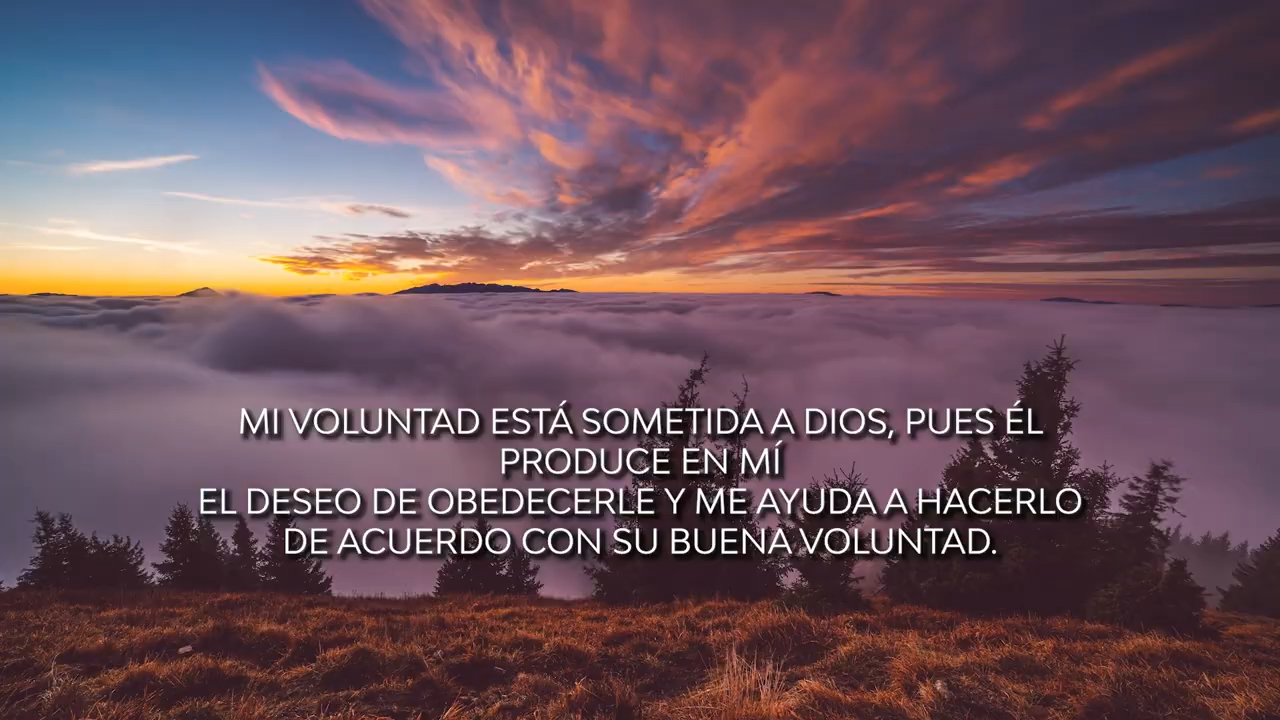 MI VOLUNTAD ESTÁ SOMETIDA A DIOS, PUES ÉL
PRODUCE EN MÍ
EL DESEO DE OBEDECERLE Y ME AYUDA A HACERLO
DE ACUERDO CON SU BUENA VOLUNTAD.